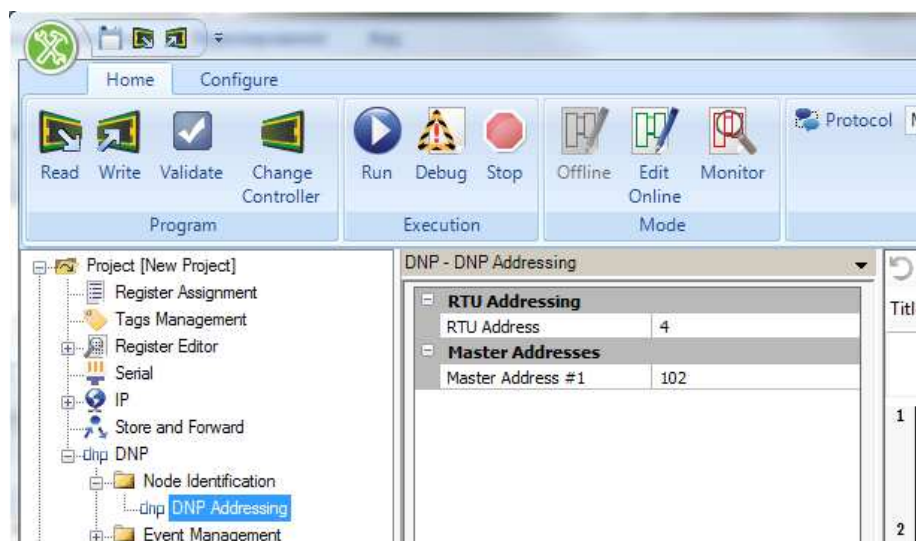 Home Configure
Read Write Validate Change Controller Run Debug Stop Offline Edit Online Monitor Protocol
Program Execution Mode
Project [New Project]
Register Assignment
Tags Management
Register Editor
Serial
IP
Store and Forward
dnp DNP
Node Identification
dnp DNP Addressing
Event Management
DNP - DNP Addressing
RTU Addressing
RTU Address 4
Master Addresses
Master Address #1 102
Titl
1
2